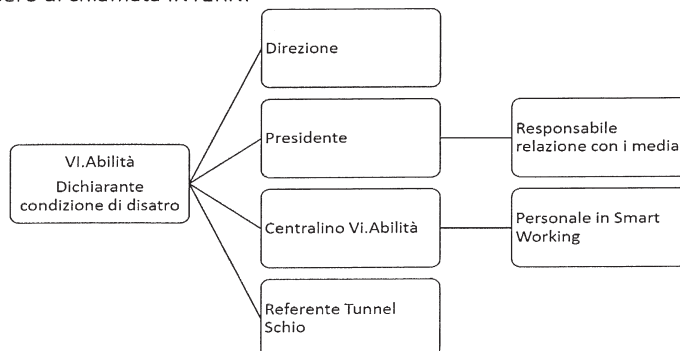 Direzione
Presidente
Responsabile
relazione con i media
VI.Abilità
Dichiarante
condizione di disatro
Centralino Vi.Abilità
Personale in Smart
Working
Referente Tunnel
Schio